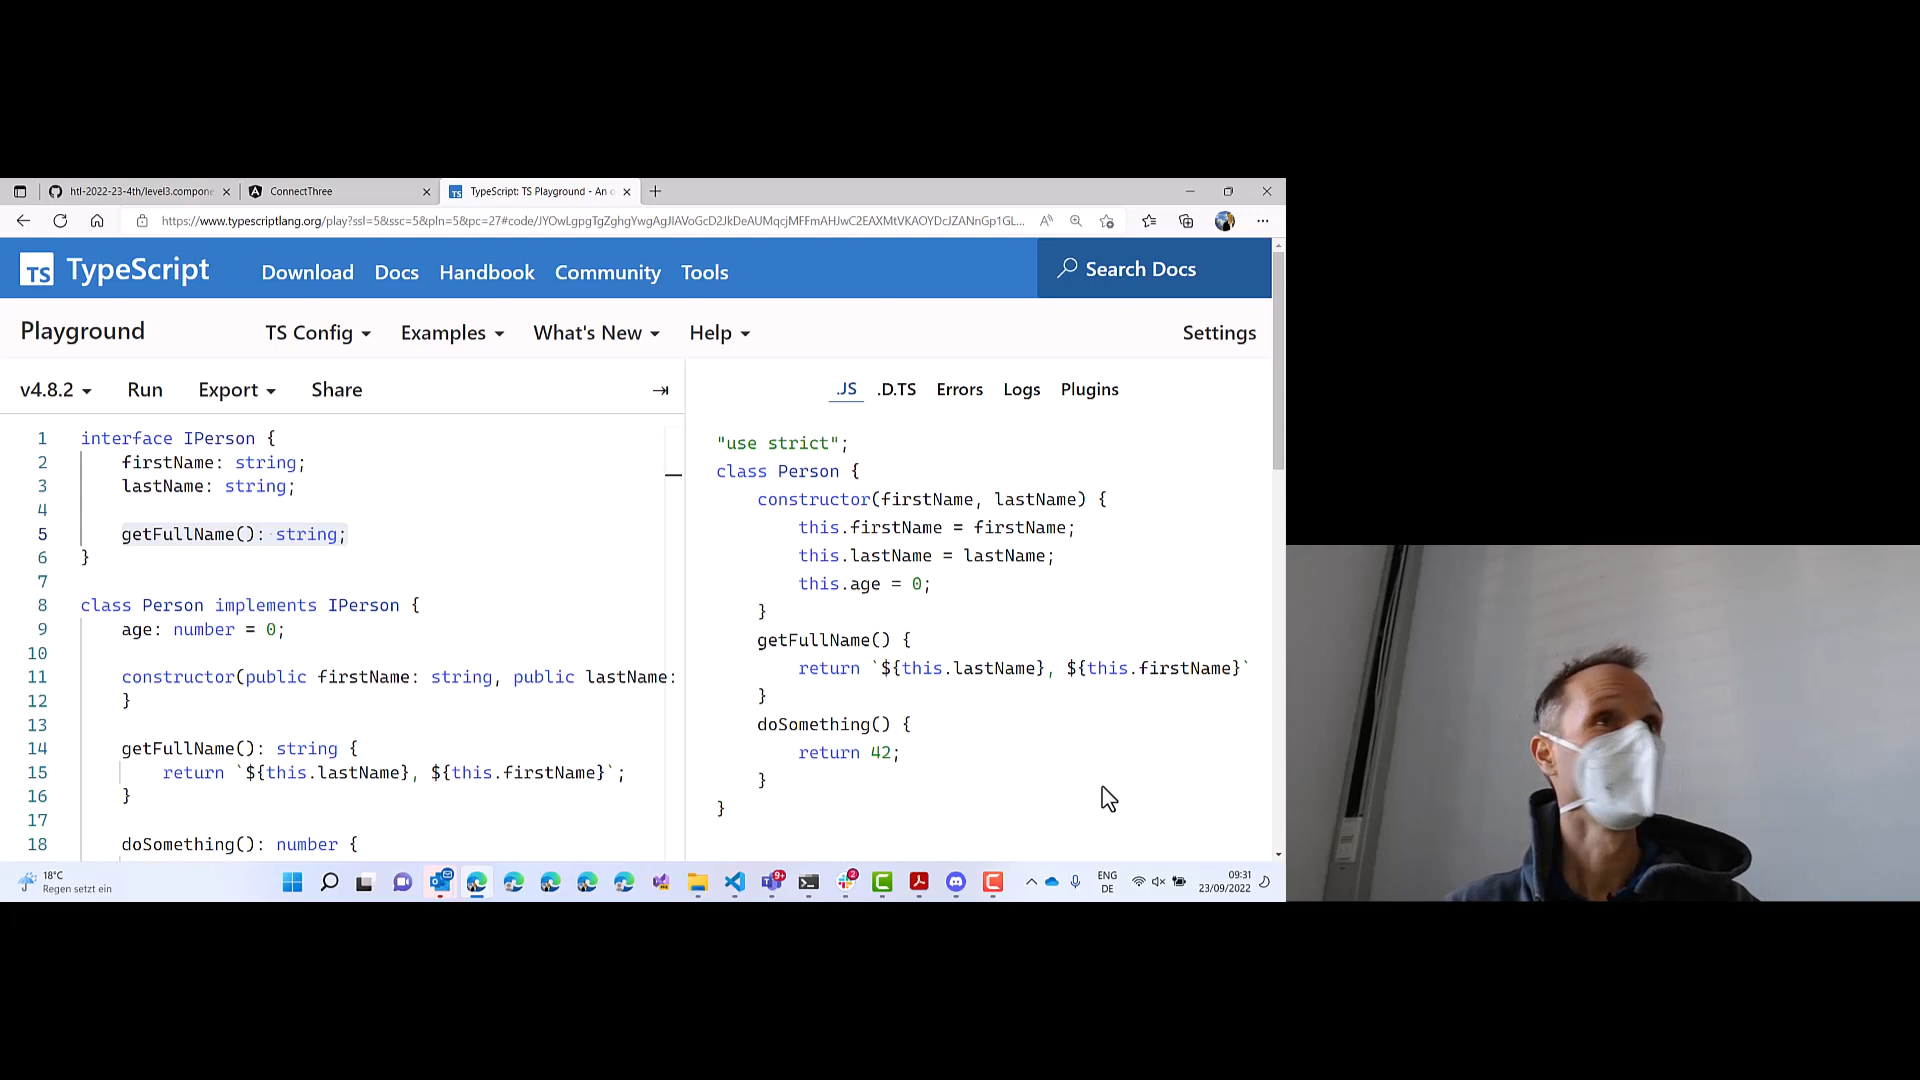 htl-2022-23-4th/level3.compone
ConnectThree
TypeScript: TS Playground - An o
https://www.typescriptlang.org/play?ssl=5&ssc=5&pln=5&pc=27#code/JYOwLgpgTgZghgYwgAgJIAVoGcD2JkDeAUMqcjMFFmAHJwC2EAXMtVKAOYDcJZANnGp1GL...
TS TypeScript
Download
Docs
Handbook
Community
Tools
Search Docs
Playground
TS Config
Examples
What's New
Help
Settings
v4.8.2
Run
Export
Share
.JS
.D.TS
Errors
Logs
Plugins
1 interface IPerson {
2 firstName: string;
3 lastName: string;
4
5 getFullName(): string;
6 }
7
8 class Person implements IPerson {
9 age: number = 0;
10
11 constructor(public firstName: string, public lastName:
12 }
13
14 getFullName(): string {
15 return `${this.lastName}, ${this.firstName}`;
16 }
17
18 doSomething(): number {
"use strict";
class Person {
constructor(firstName, lastName) {
this.firstName = firstName;
this.lastName = lastName;
this.age = 0;
}
getFullName() {
return `${this.lastName}, ${this.firstName}`
}
doSomething() {
return 42;
}
}
18°C
Regen setzt ein
9+
2
ENG
DE
09:31
23/09/2022